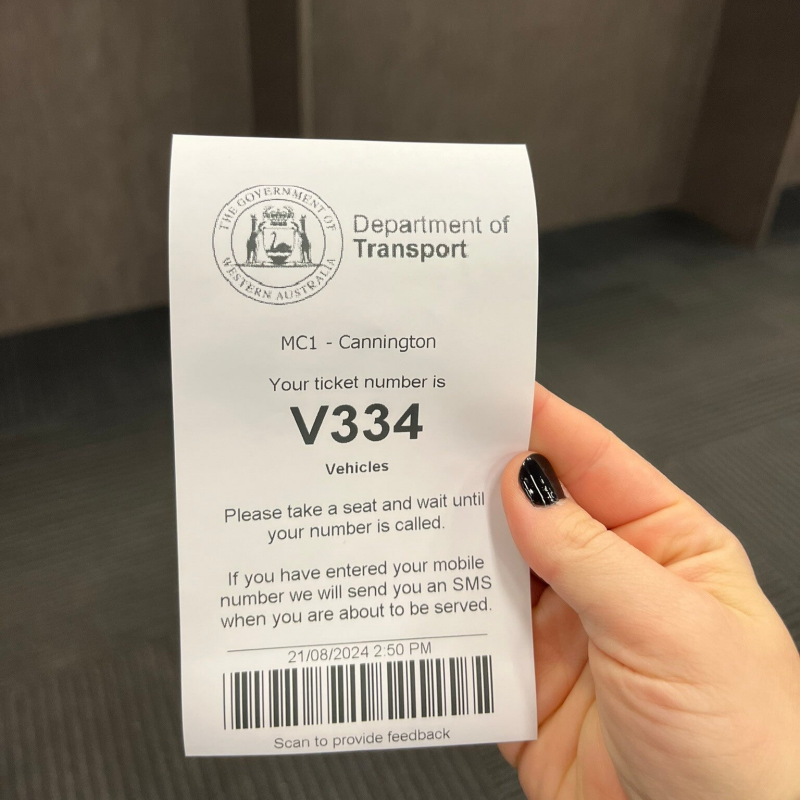 THE GOVERNMENT OF
WESTERN AUSTRALIA
Department of
Transport
MC1 - Cannington
Your ticket number is
V334
Vehicles
Please take a seat and wait until
your number is called.
If you have entered your mobile
number we will send you an SMS
when you are about to be served.
21/08/2024 2:50 PM
Scan to provide feedback